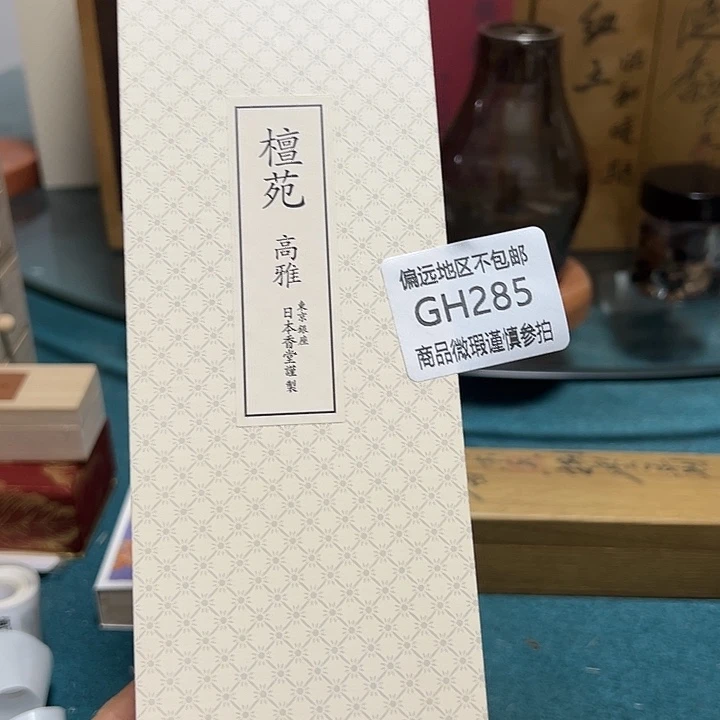 檀苑
高雅
東京銀座
日本香堂謹製
偏远地区不包邮
GH285
商品微瑕谨慎参拍